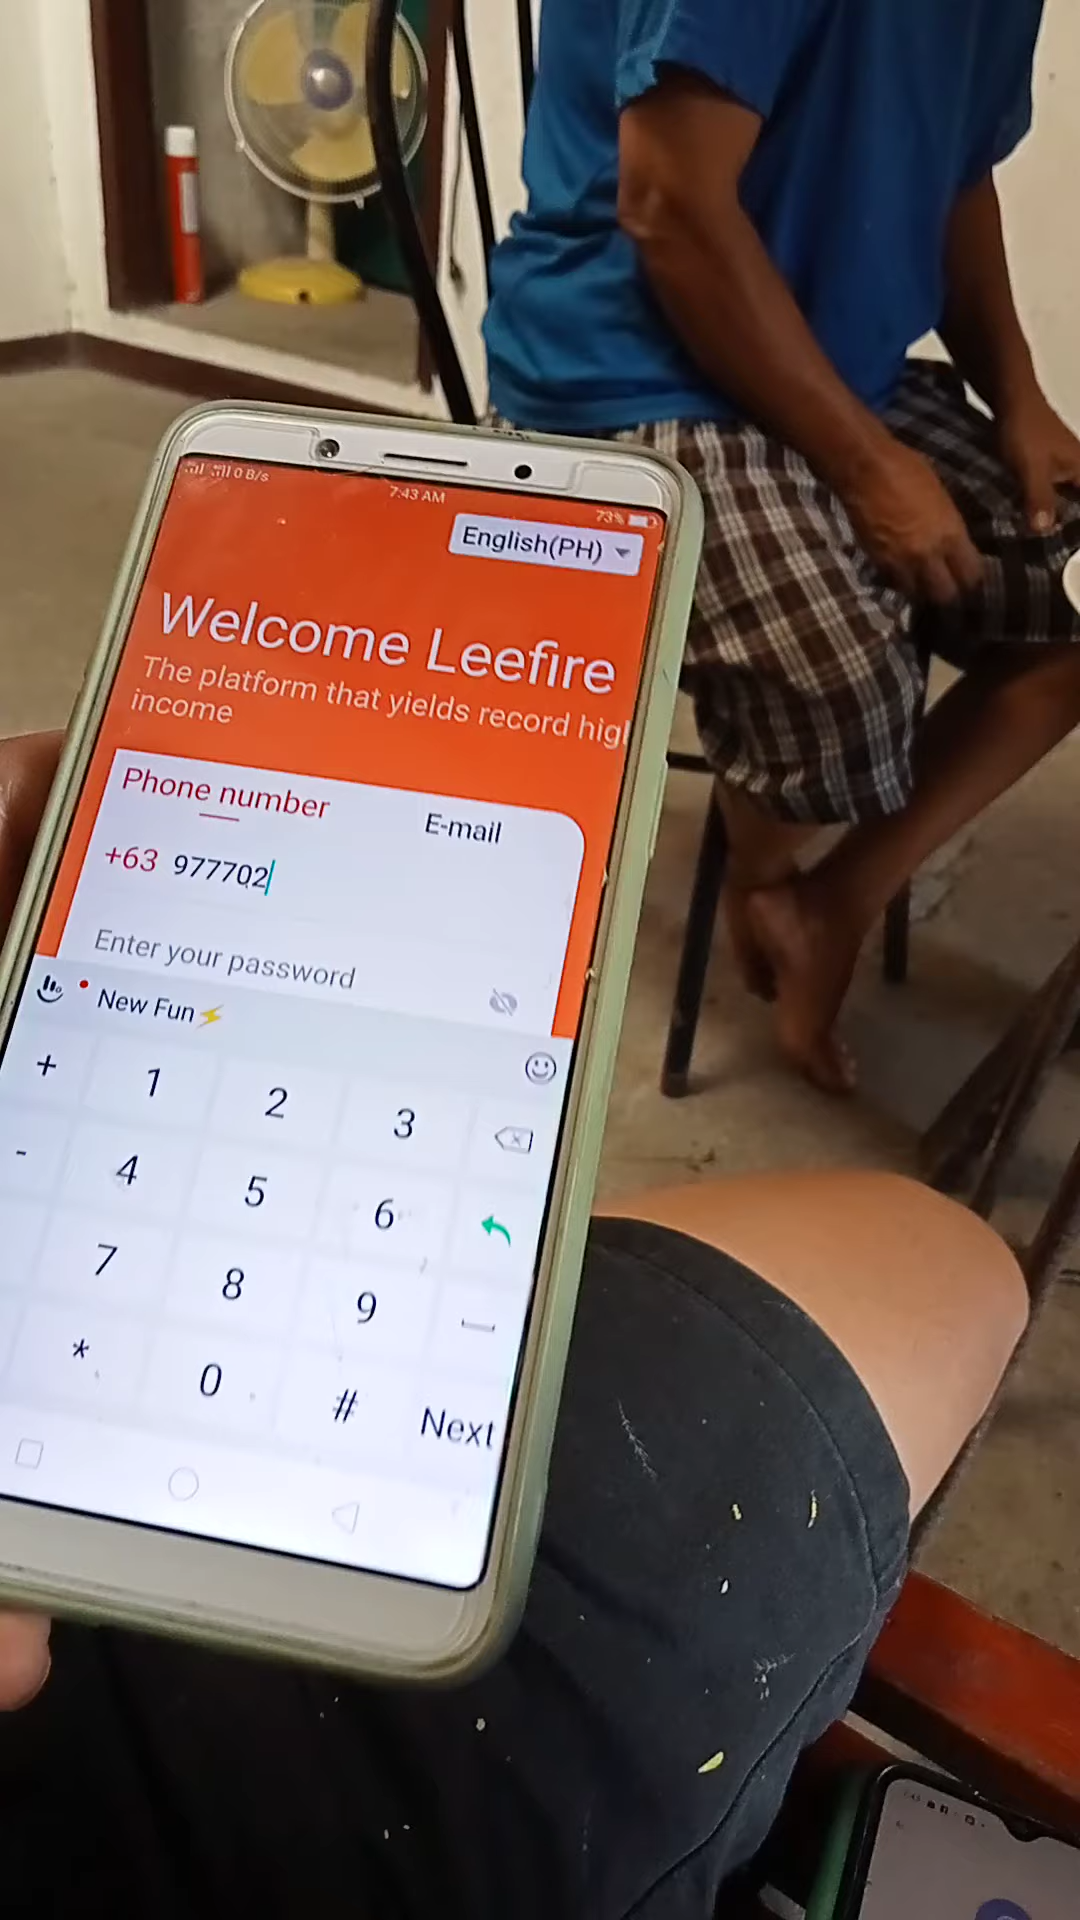 0 B/s
7:43 AM
73%
English(PH)
Welcome Leefire
The platform that yields record high
income
Phone number
E-mail
+63 977702
Enter your password
New Fun⚡
+ 1 2 3
- 4 5 6
7 8 9
* 0 # Next